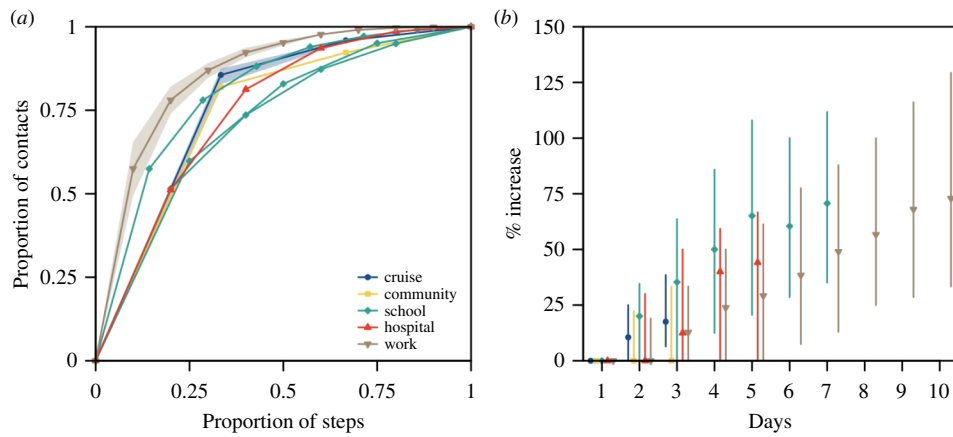 (a)
1
0.75
0.50
0.25
0
Proportion of contacts
cruise
community
school
hospital
work
0 0.25 0.50 0.75 1
Proportion of steps
(b)
150
125
100
75
50
25
0
% increase
1 2 3 4 5 6 7 8 9 10
Days